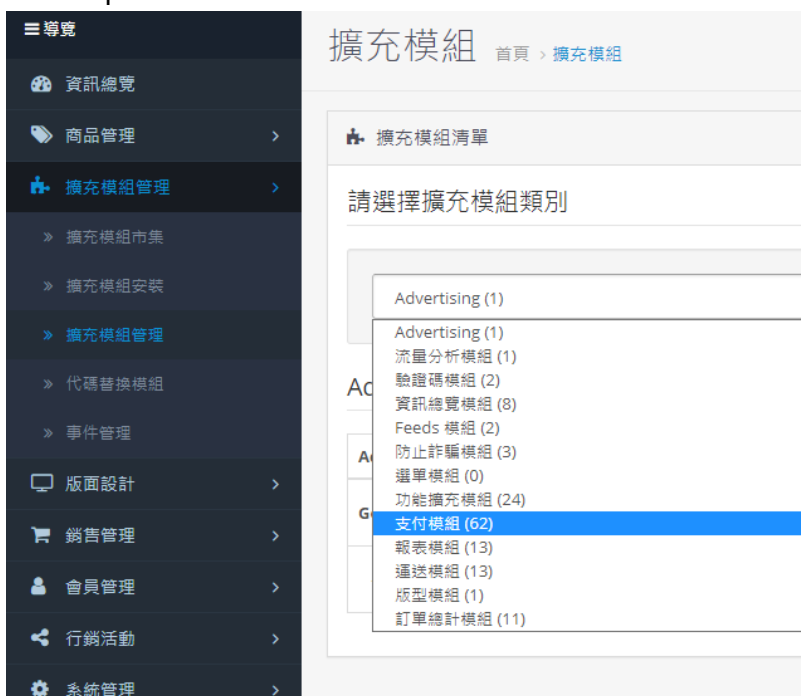 導覽
資訊總覽
商品管理
擴充模組管理
擴充模組市集
擴充模組安裝
擴充模組管理
代碼替換模組
事件管理
版面設計
銷售管理
會員管理
行銷活動
系統管理
擴充模組 首頁 › 擴充模組
擴充模組清單
請選擇擴充模組類別
Advertising (1)
Advertising (1)
流量分析模組 (1)
驗證碼模組 (2)
資訊總覽模組 (8)
Feeds 模組 (2)
防止詐騙模組 (3)
選單模組 (0)
功能擴充模組 (24)
支付模組 (62)
報表模組 (13)
運送模組 (13)
版型模組 (1)
訂單總計模組 (11)